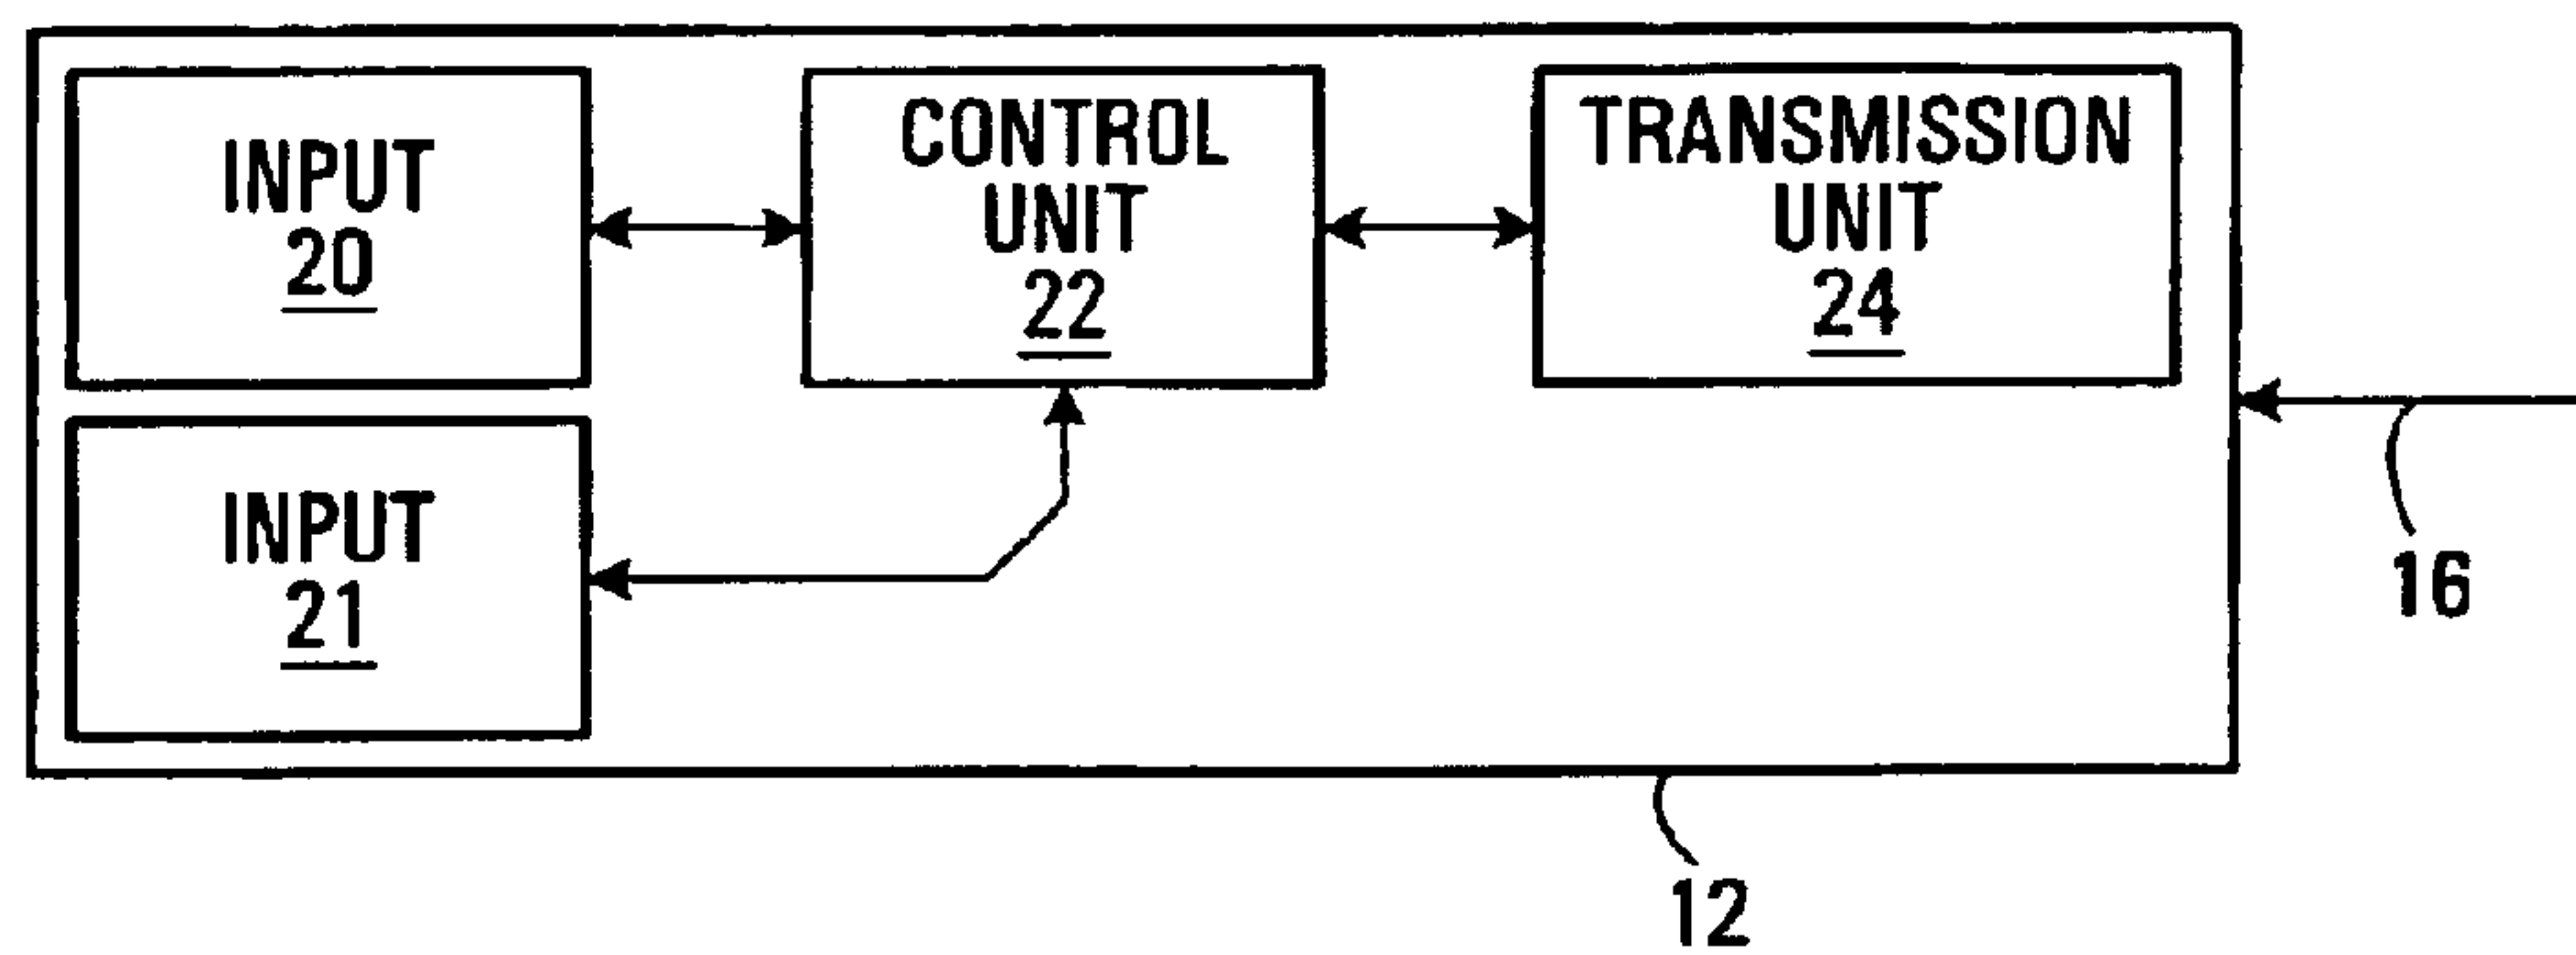 INPUT
20
CONTROL
UNIT
22
TRANSMISSION
UNIT
24
INPUT
21
16
12